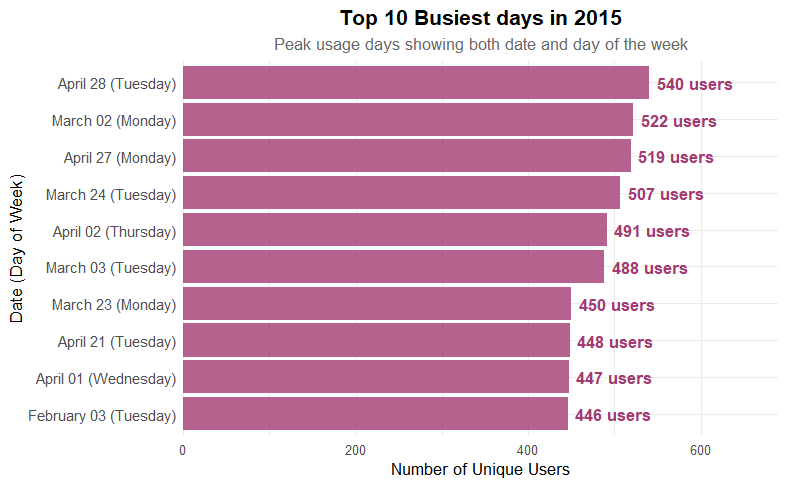 Top 10 Busiest days in 2015
Peak usage days showing both date and day of the week
Date (Day of Week)
April 28 (Tuesday) 540 users
March 02 (Monday) 522 users
April 27 (Monday) 519 users
March 24 (Tuesday) 507 users
April 02 (Thursday) 491 users
March 03 (Tuesday) 488 users
March 23 (Monday) 450 users
April 21 (Tuesday) 448 users
April 01 (Wednesday) 447 users
February 03 (Tuesday) 446 users
0 200 400 600
Number of Unique Users